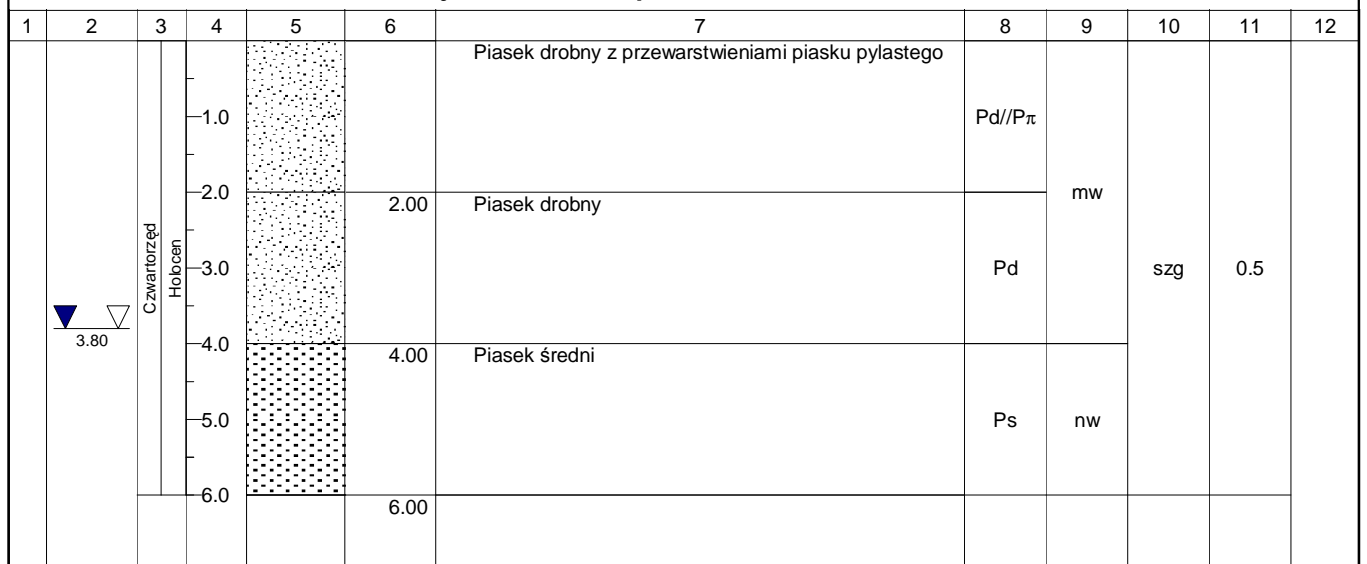 1 2 3 4 5 6 7 8 9 10 11 12
Piasek drobny z przewarstwieniami piasku pylastego
1.0 Pd//Pπ
2.0 mw
2.00 Piasek drobny
Czwartorzęd
Holocen
3.0 Pd szg 0.5
3.80
4.0
4.00 Piasek średni
5.0 Ps nw
6.0
6.00